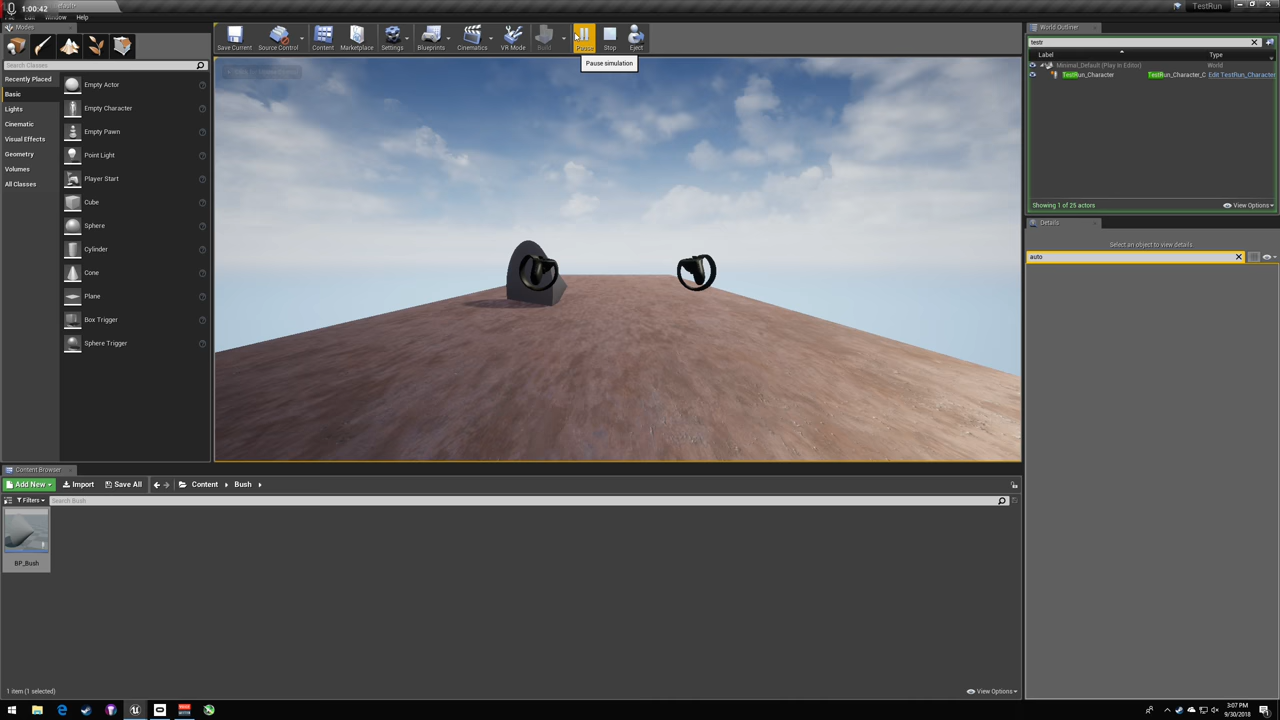 1:00:42
efault*
TestRun
File Edit Window Help
Modes
Search Classes
Recently Placed
Basic
Lights
Cinematic
Visual Effects
Geometry
Volumes
All Classes
Empty Actor
Empty Character
Empty Pawn
Point Light
Player Start
Cube
Sphere
Cylinder
Cone
Plane
Box Trigger
Sphere Trigger
Save Current
Source Control
Content
Marketplace
Settings
Blueprints
Cinematics
VR Mode
Build
Pause
Stop
Eject
Pause simulation
World Outliner
testr
Label Type
Minimal_Default (Play In Editor) World
TestRun_Character TestRun_Character_C Edit TestRun_Character
Showing 1 of 25 actors View Options
Details
Select an object to view details
auto
Content Browser
Add New Import Save All Content Bush
Filters Search Bush
BP_Bush
1 item (1 selected) View Options
3:07 PM
9/30/2018